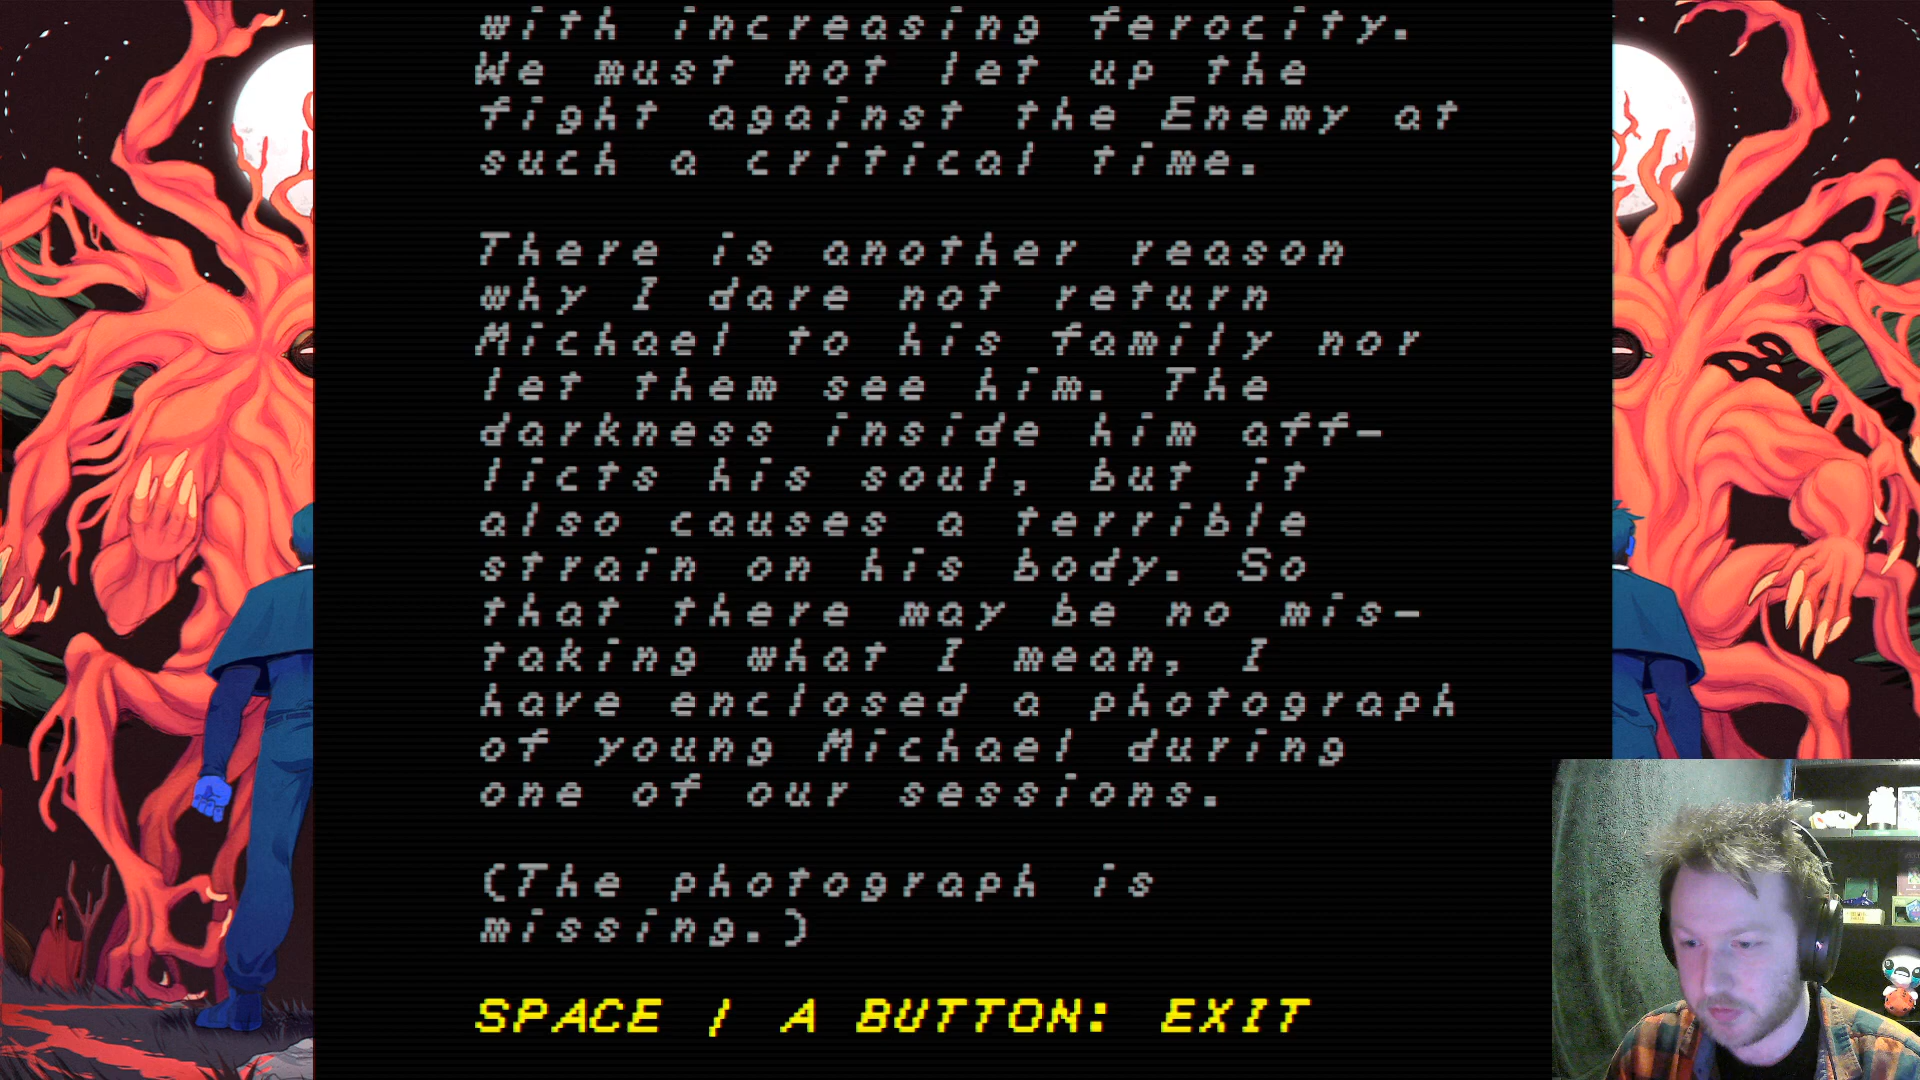 with increasing ferocity.
We must not let up the
fight against the Enemy at
such a critical time.
There is another reason
why I dare not return
Michael to his family nor
let them see him. The
darkness inside him aff-
licts his soul, but it
also causes a terrible
strain on his body. So
that there may be no mis-
taking what I mean, I
have enclosed a photograph
of young Michael during
one of our sessions.
(The photograph is
missing.)
SPACE / A BUTTON: EXIT